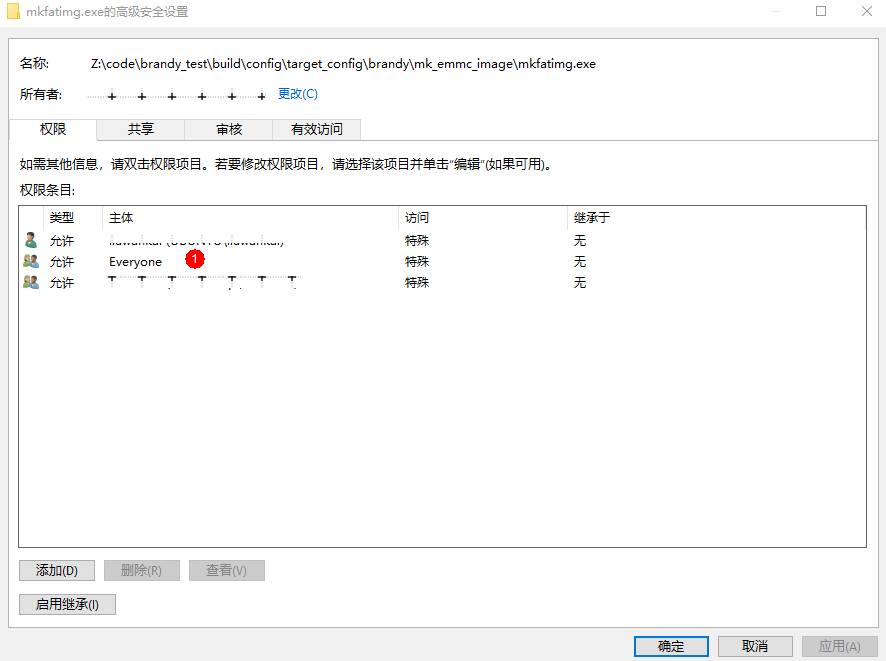 mkfatimg.exe的高级安全设置
名称: Z:\code\brandy_test\build\config\target_config\brandy\mk_emmc_image\mkfatimg.exe
所有者: 更改(C)
权限 共享 审核 有效访问
如需其他信息，请双击权限项目。若要修改权限项目，请选择该项目并单击“编辑”(如果可用)。
权限条目:
类型 主体 访问 继承于
允许 特殊 无
允许 Everyone 1 特殊 无
允许 特殊 无
添加(D) 删除(R) 查看(V)
启用继承(I)
确定 取消 应用(A)